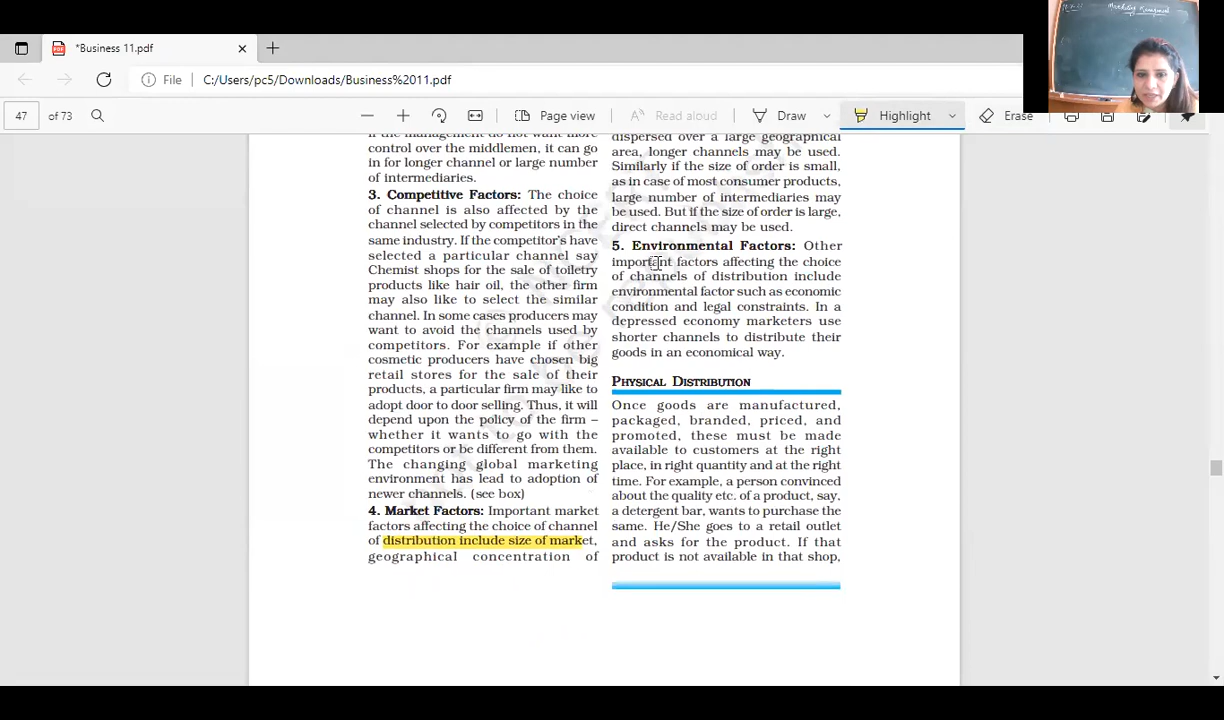 *Business 11.pdf
File
C:/Users/pc5/Downloads/Business%2011.pdf
47
of 73
Page view
Read aloud
Draw
Highlight
Erase
Marketing Management
if the management do not want more
control over the middlemen, it can go
in for longer channel or large number
of intermediaries.
3. Competitive Factors: The choice
of channel is also affected by the
channel selected by competitors in the
same industry. If the competitor's have
selected a particular channel say
Chemist shops for the sale of toiletry
products like hair oil, the other firm
may also like to select the similar
channel. In some cases producers may
want to avoid the channels used by
competitors. For example if other
cosmetic producers have chosen big
retail stores for the sale of their
products, a particular firm may like to
adopt door to door selling. Thus, it will
depend upon the policy of the firm –
whether it wants to go with the
competitors or be different from them.
The changing global marketing
environment has lead to adoption of
newer channels. (see box)
4. Market Factors: Important market
factors affecting the choice of channel
of distribution include size of market,
geographical concentration of
dispersed over a large geographical
area, longer channels may be used.
Similarly if the size of order is small,
as in case of most consumer products,
large number of intermediaries may
be used. But if the size of order is large,
direct channels may be used.
5. Environmental Factors: Other
important factors affecting the choice
of channels of distribution include
environmental factor such as economic
condition and legal constraints. In a
depressed economy marketers use
shorter channels to distribute their
goods in an economical way.
PHYSICAL DISTRIBUTION
Once goods are manufactured,
packaged, branded, priced, and
promoted, these must be made
available to customers at the right
place, in right quantity and at the right
time. For example, a person convinced
about the quality etc. of a product, say,
a detergent bar, wants to purchase the
same. He/She goes to a retail outlet
and asks for the product. If that
product is not available in that shop,